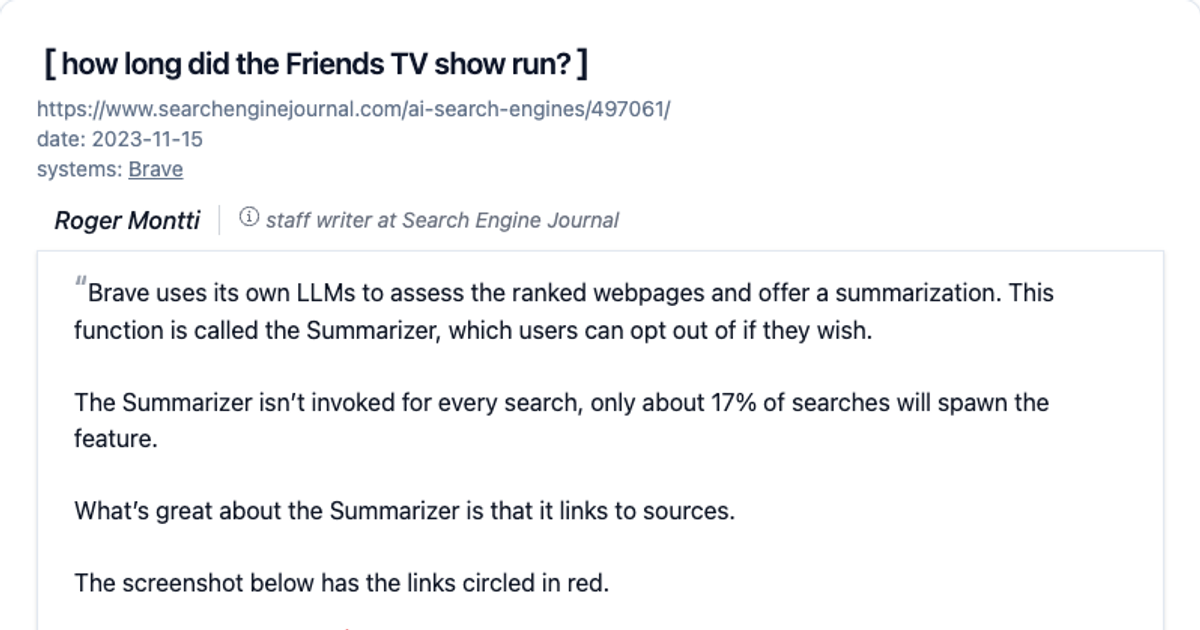 [ how long did the Friends TV show run? ]
https://www.searchenginejournal.com/ai-search-engines/497061/
date: 2023-11-15
systems: Brave
Roger Montti | ⓘ staff writer at Search Engine Journal
"Brave uses its own LLMs to assess the ranked webpages and offer a summarization. This
function is called the Summarizer, which users can opt out of if they wish.
The Summarizer isn’t invoked for every search, only about 17% of searches will spawn the
feature.
What’s great about the Summarizer is that it links to sources.
The screenshot below has the links circled in red.